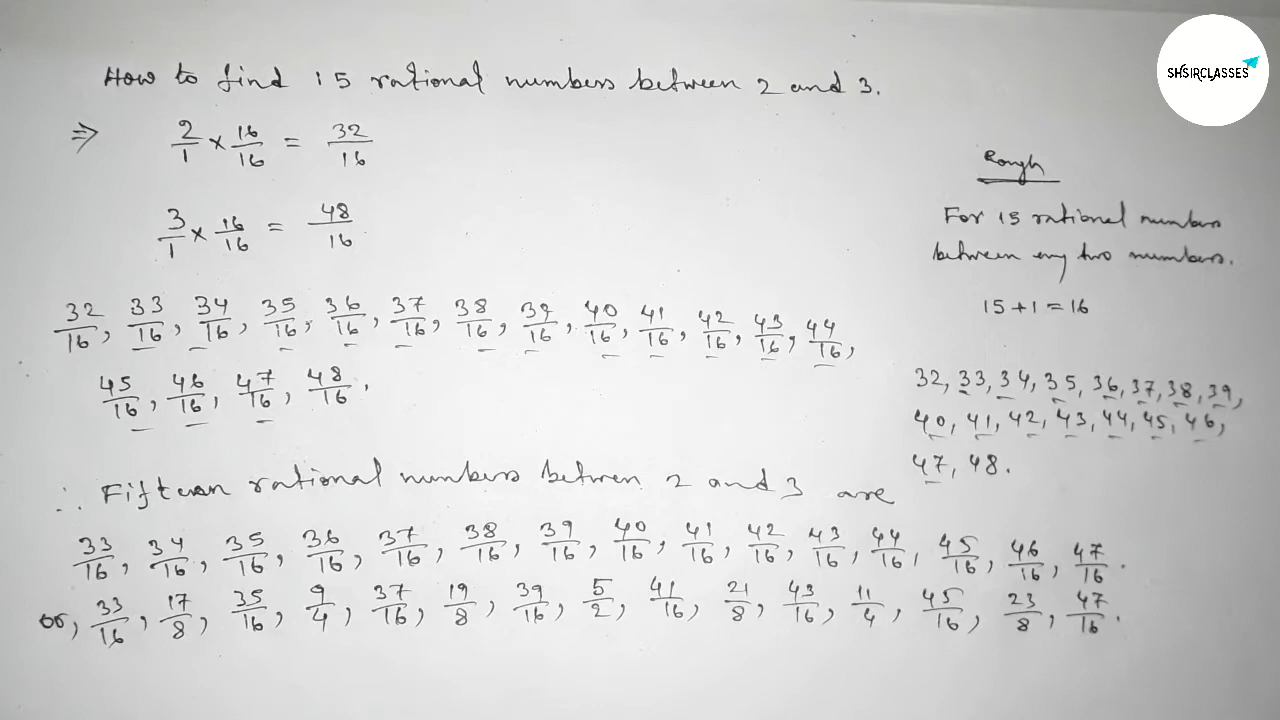 How to find 15 rational numbers between 2 and 3.
SHSIRCLASSES
⇒ 2/1 × 16/16 = 32/16
3/1 × 16/16 = 48/16
Rough
For 15 rational numbers
between any two numbers.
15+1=16
32/16, 33/16, 34/16, 35/16, 36/16, 37/16, 38/16, 39/16, 40/16, 41/16, 42/16, 43/16, 44/16,
45/16, 46/16, 47/16, 48/16.
32, 33, 34, 35, 36, 37, 38, 39,
40, 41, 42, 43, 44, 45, 46,
47, 48.
∴ Fifteen rational numbers between 2 and 3 are
33/16, 34/16, 35/16, 36/16, 37/16, 38/16, 39/16, 40/16, 41/16, 42/16, 43/16, 44/16, 45/16, 46/16, 47/16.
or, 33/16, 17/8, 35/16, 9/4, 37/16, 19/8, 39/16, 5/2, 41/16, 21/8, 43/16, 11/4, 45/16, 23/8, 47/16.